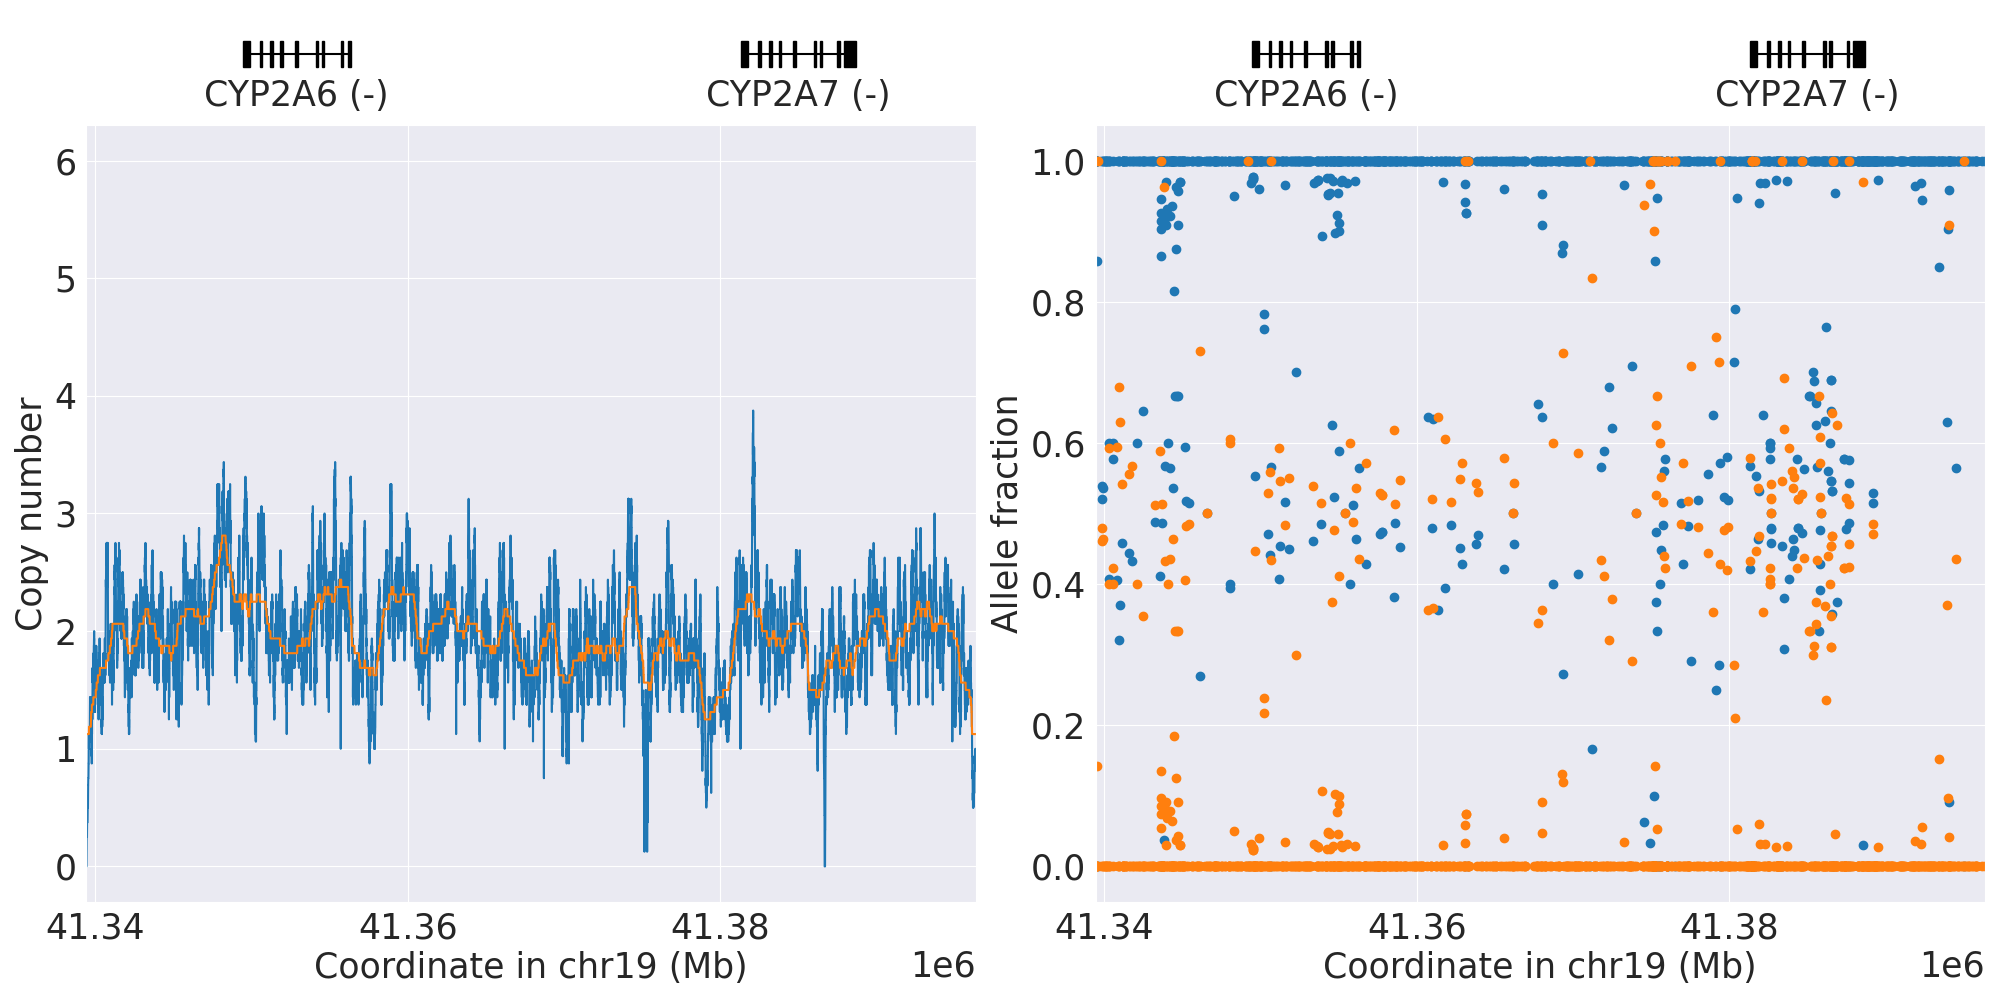 CYP2A6 (-)
CYP2A7 (-)
Copy number
6
5
4
3
2
1
0
41.34
41.36
41.38
Coordinate in chr19 (Mb)
1e6
CYP2A6 (-)
CYP2A7 (-)
Allele fraction
1.0
0.8
0.6
0.4
0.2
0.0
41.34
41.36
41.38
Coordinate in chr19 (Mb)
1e6